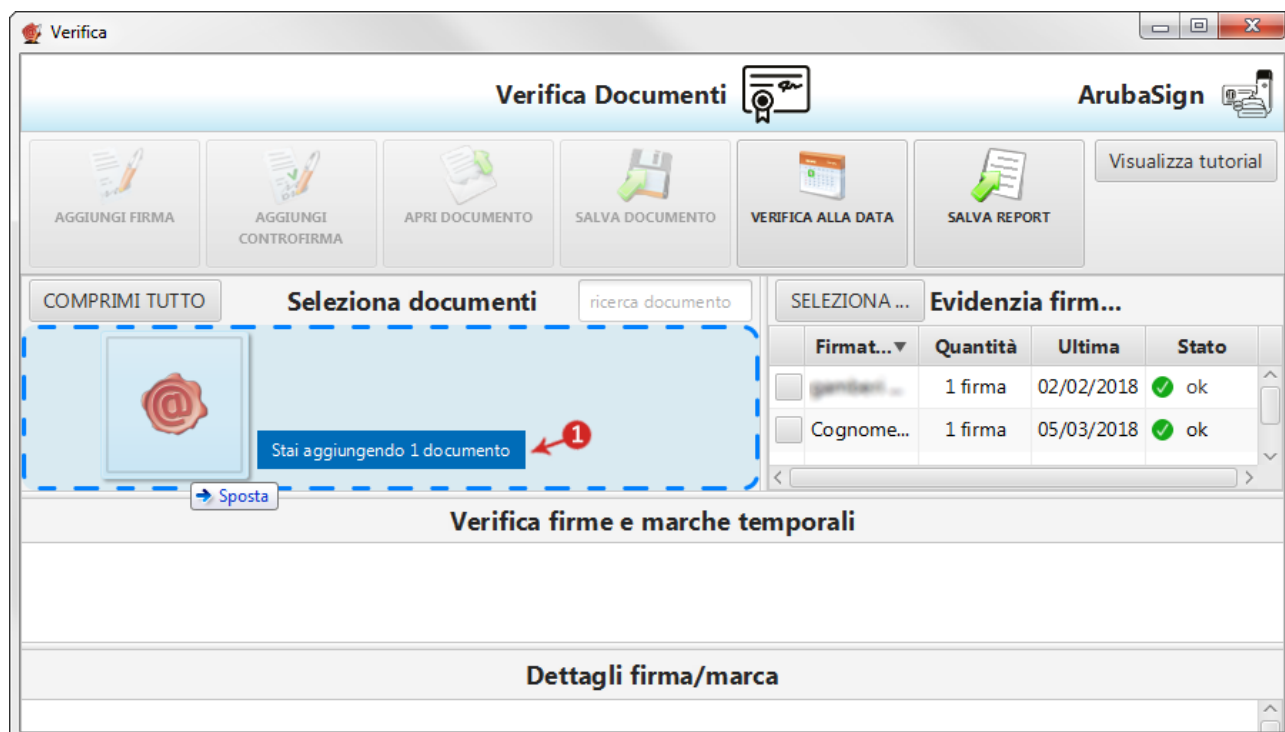 Verifica
Verifica Documenti
ArubaSign
AGGIUNGI FIRMA
AGGIUNGI
CONTROFIRMA
APRI DOCUMENTO
SALVA DOCUMENTO
VERIFICA ALLA DATA
SALVA REPORT
Visualizza tutorial
COMPRIMI TUTTO
Seleziona documenti
ricerca documento
SELEZIONA ...
Evidenzia firm...
Firmat...▼ Quantità Ultima Stato
1 firma 02/02/2018 ok
Cognome... 1 firma 05/03/2018 ok
Stai aggiungendo 1 documento
1
Sposta
Verifica firme e marche temporali
Dettagli firma/marca